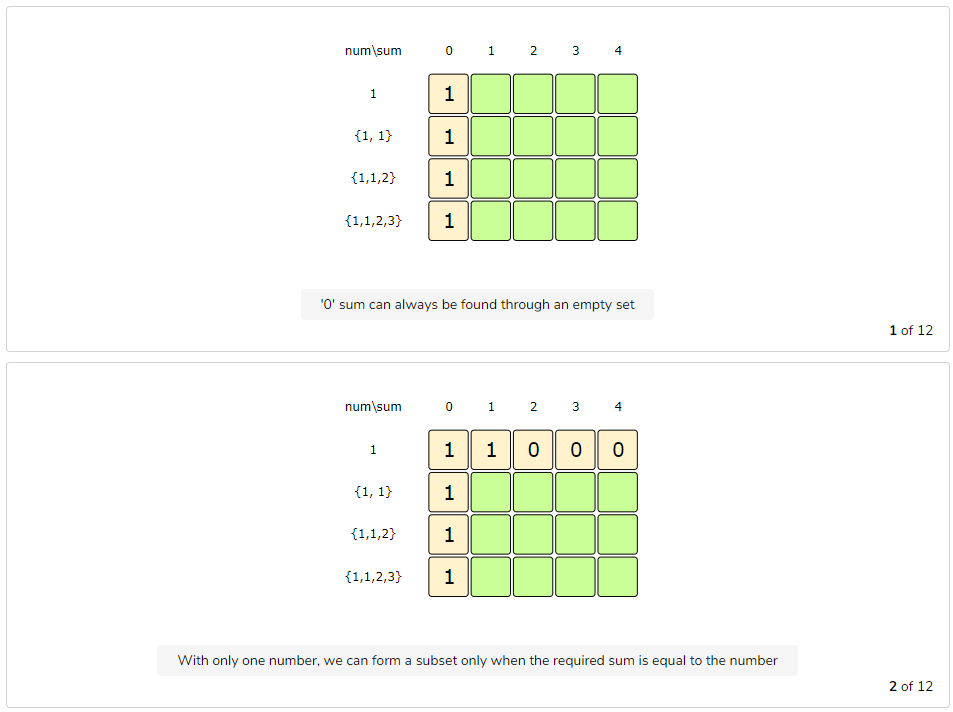 num\sum 0 1 2 3 4
1 1
{1, 1} 1
{1,1,2} 1
{1,1,2,3} 1
'0' sum can always be found through an empty set
1 of 12
num\sum 0 1 2 3 4
1 1 1 0 0 0
{1, 1} 1
{1,1,2} 1
{1,1,2,3} 1
With only one number, we can form a subset only when the required sum is equal to the number
2 of 12